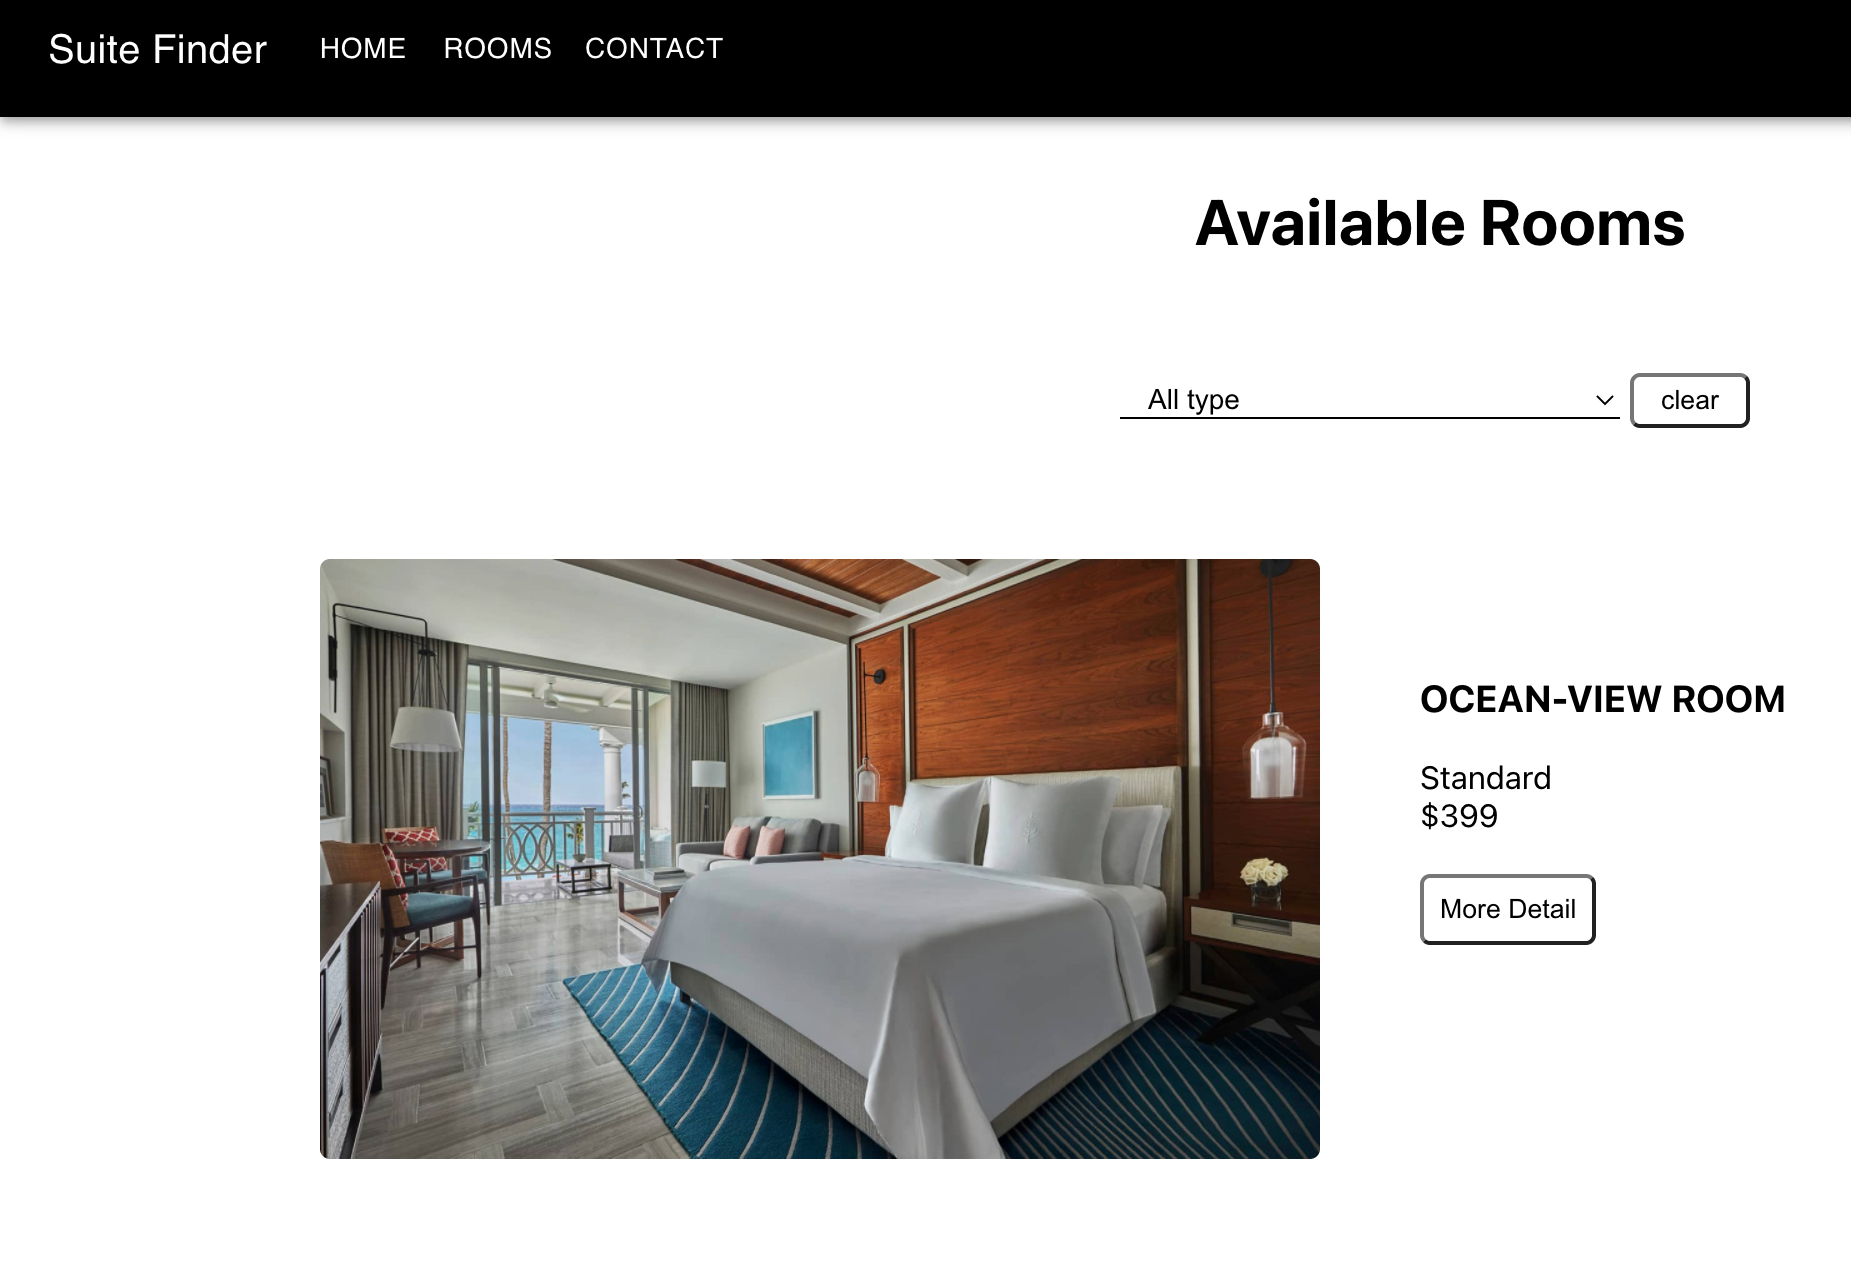 Suite Finder HOME ROOMS CONTACT
Available Rooms
All type clear
OCEAN-VIEW ROOM
Standard
$399
More Detail